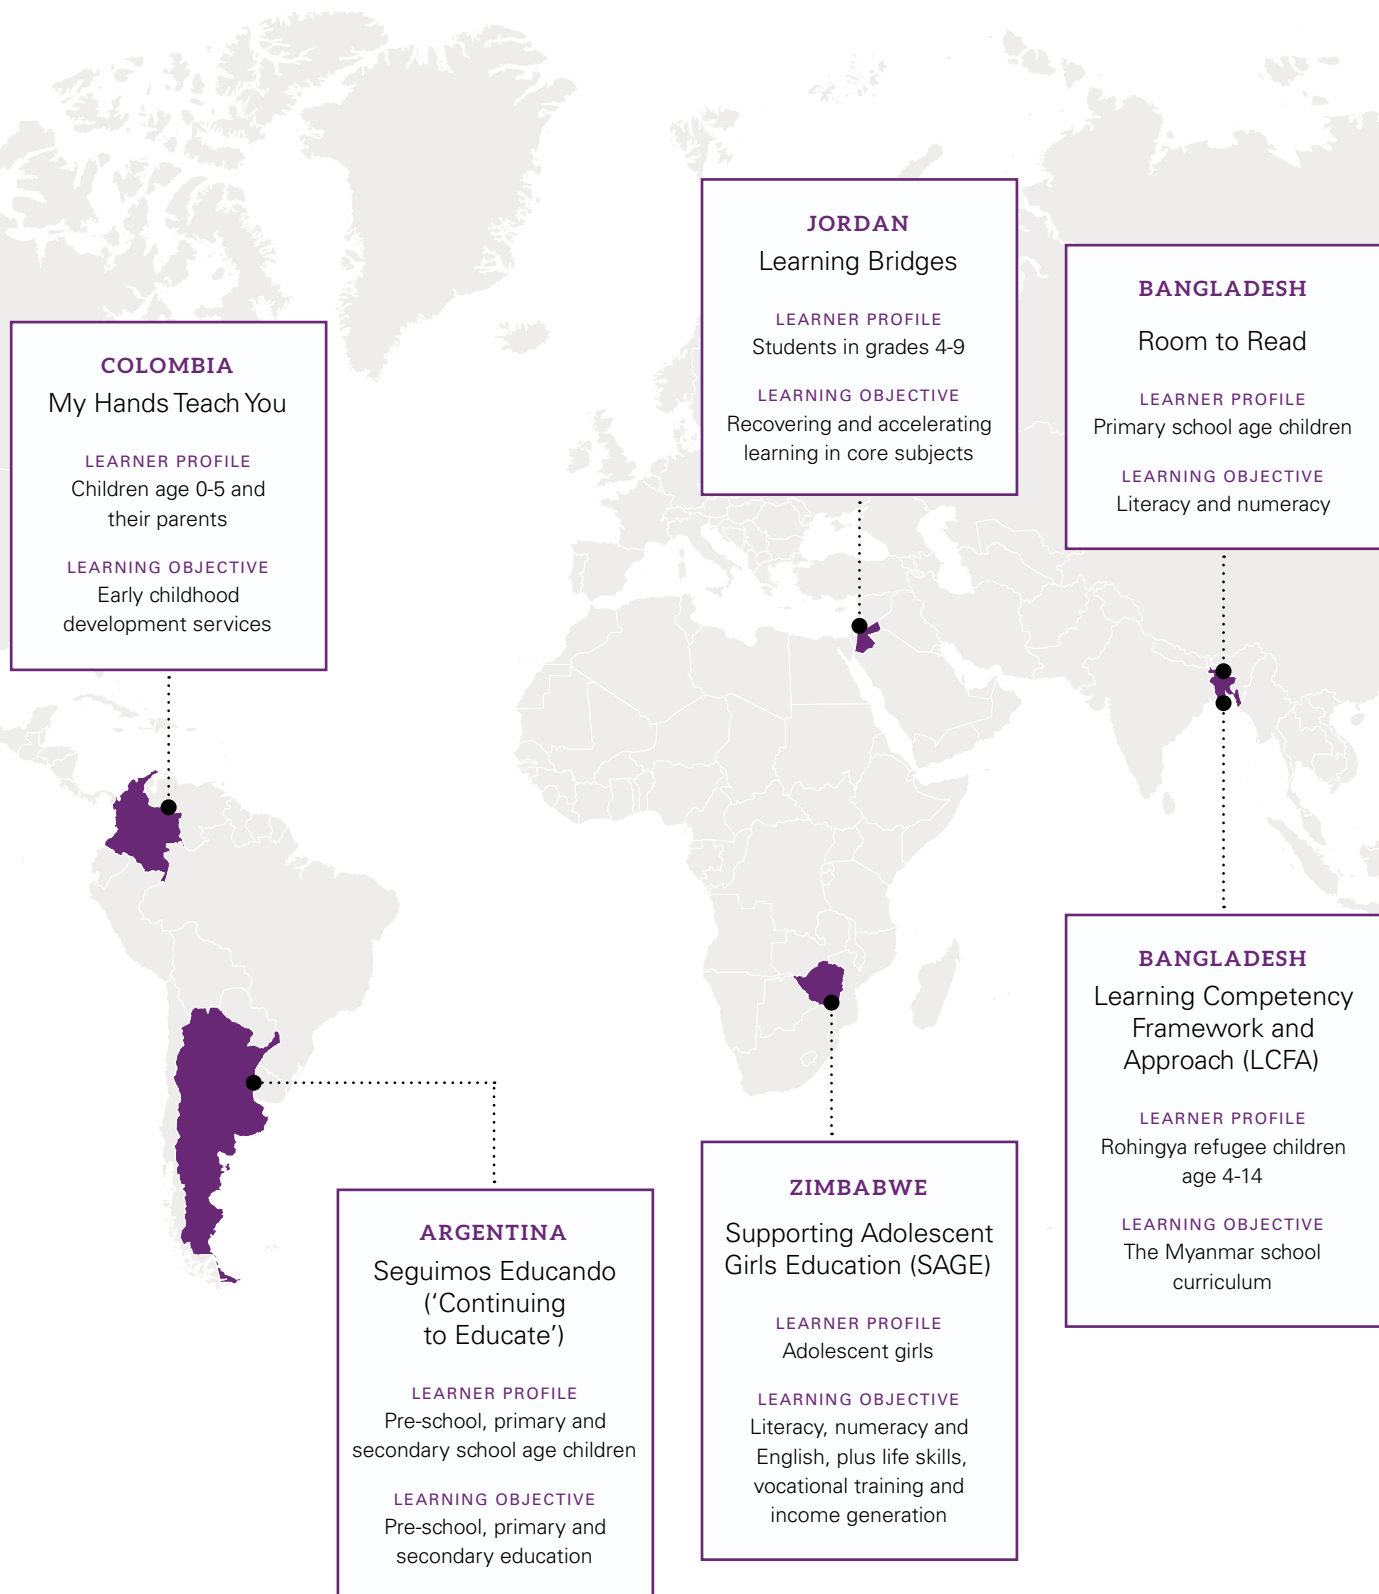 COLOMBIA
My Hands Teach You
LEARNER PROFILE
Children age 0-5 and
their parents
LEARNING OBJECTIVE
Early childhood
development services
JORDAN
Learning Bridges
LEARNER PROFILE
Students in grades 4-9
LEARNING OBJECTIVE
Recovering and accelerating
learning in core subjects
BANGLADESH
Room to Read
LEARNER PROFILE
Primary school age children
LEARNING OBJECTIVE
Literacy and numeracy
ARGENTINA
Seguimos Educando
(‘Continuing
to Educate’)
LEARNER PROFILE
Pre-school, primary and
secondary school age children
LEARNING OBJECTIVE
Pre-school, primary and
secondary education
ZIMBABWE
Supporting Adolescent
Girls Education (SAGE)
LEARNER PROFILE
Adolescent girls
LEARNING OBJECTIVE
Literacy, numeracy and
English, plus life skills,
vocational training and
income generation
BANGLADESH
Learning Competency
Framework and
Approach (LCFA)
LEARNER PROFILE
Rohingya refugee children
age 4-14
LEARNING OBJECTIVE
The Myanmar school
curriculum